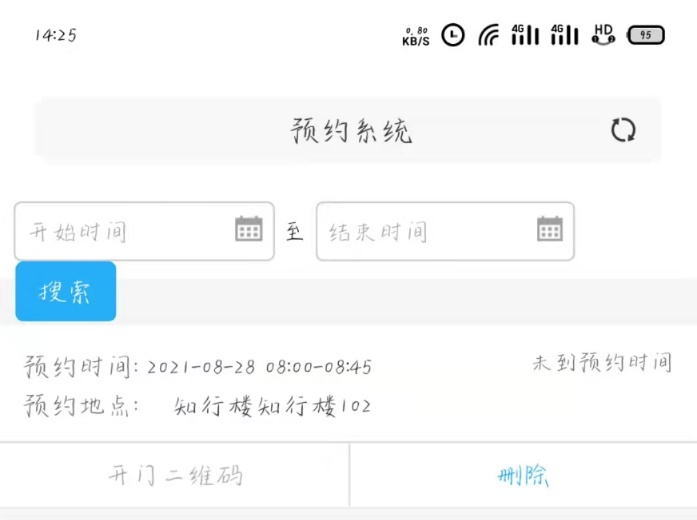 14:25
0.80 KB/S 4G 4G HD 1 2 95
预约系统
开始时间 至 结束时间
搜索
预约时间: 2021-08-28 08:00-08:45 未到预约时间
预约地点: 知行楼知行楼102
开门二维码 删除